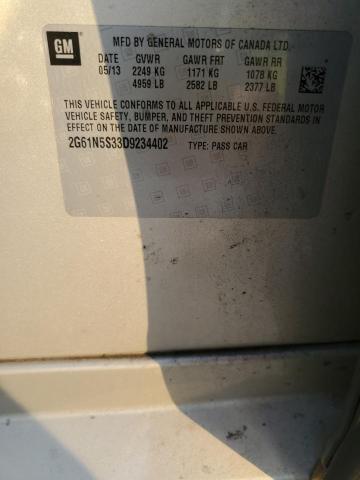 GM
MFD BY GENERAL MOTORS OF CANADA LTD.
DATE GVWR GAWR FRT GAWR RR
05/13 2249 KG 1171 KG 1078 KG
4959 LB 2582 LB 2377 LB
THIS VEHICLE CONFORMS TO ALL APPLICABLE U.S. FEDERAL MOTOR
VEHICLE SAFETY, BUMPER, AND THEFT PREVENTION STANDARDS
IN EFFECT ON THE DATE OF MANUFACTURE SHOWN ABOVE.
2G61N5S33D9234402 TYPE: PASS CAR